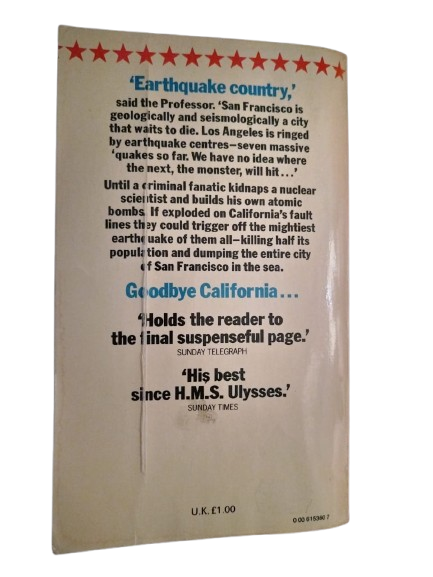 ‘Earthquake country,’
said the Professor. ‘San Francisco is
geologically and seismologically a city
that waits to die. Los Angeles is ringed
by earthquake centres—seven massive
‘quakes so far. We have no idea where
the next, the monster, will hit...’
Until a criminal fanatic kidnaps a nuclear
scientist and builds his own atomic
bombs. If exploded on California’s fault
lines they could trigger off the mightiest
earthquake of them all—killing half its
population and dumping the entire city
of San Francisco in the sea.
Goodbye California...
‘Holds the reader to
the final suspenseful page.’
SUNDAY TELEGRAPH
‘His best
since H.M.S. Ulysses.’
SUNDAY TIMES
U.K. £1.00